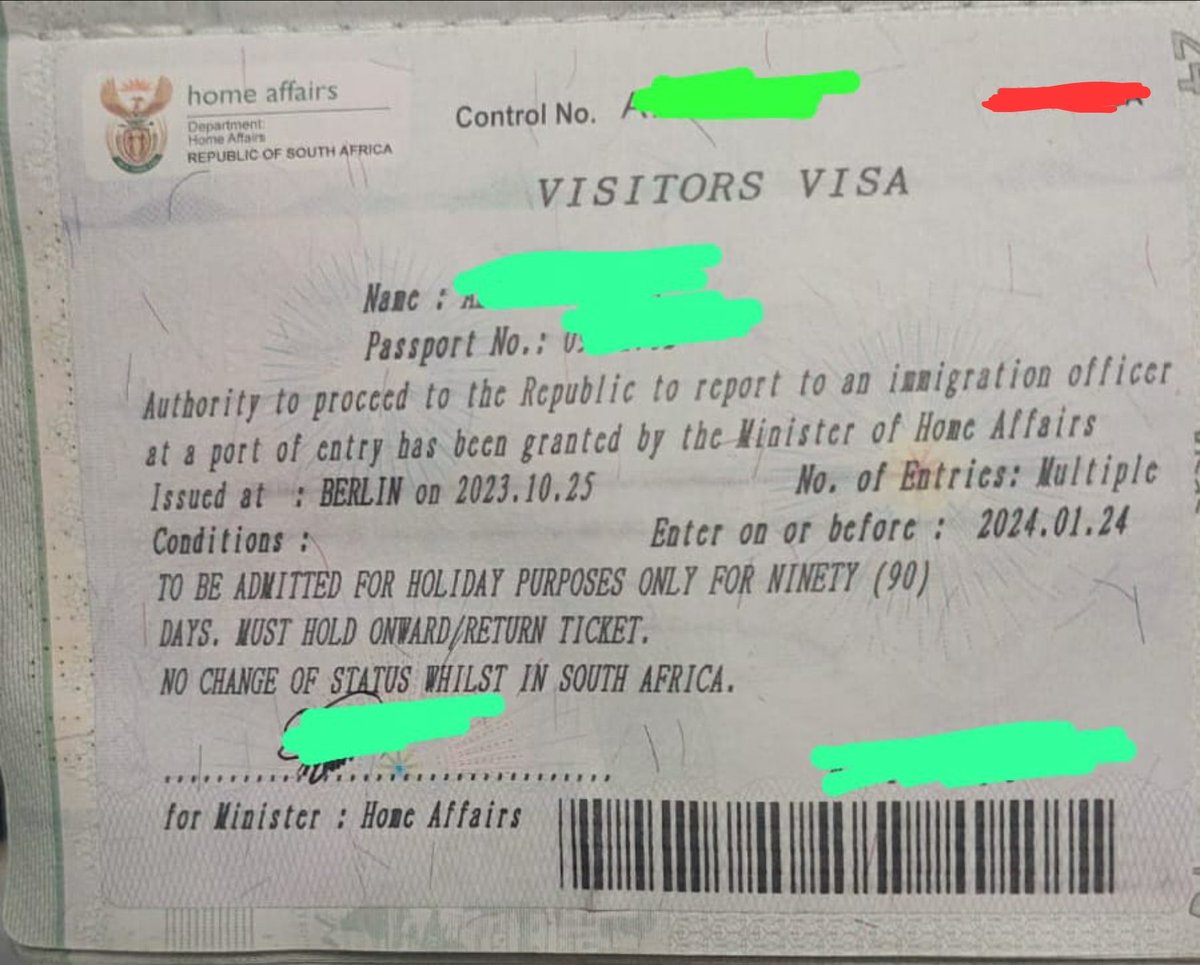 home affairs
Department:
Home Affairs
REPUBLIC OF SOUTH AFRICA
Control No.
VISITORS VISA
Name :
Passport No.:
Authority to proceed to the Republic to report to an immigration officer
at a port of entry has been granted by the Minister of Home Affairs
Issued at : BERLIN on 2023.10.25 No. of Entries: Multiple
Conditions : Enter on or before : 2024.01.24
TO BE ADMITTED FOR HOLIDAY PURPOSES ONLY FOR NINETY (90)
DAYS. MUST HOLD ONWARD/RETURN TICKET.
NO CHANGE OF STATUS WHILST IN SOUTH AFRICA.
for Minister : Home Affairs